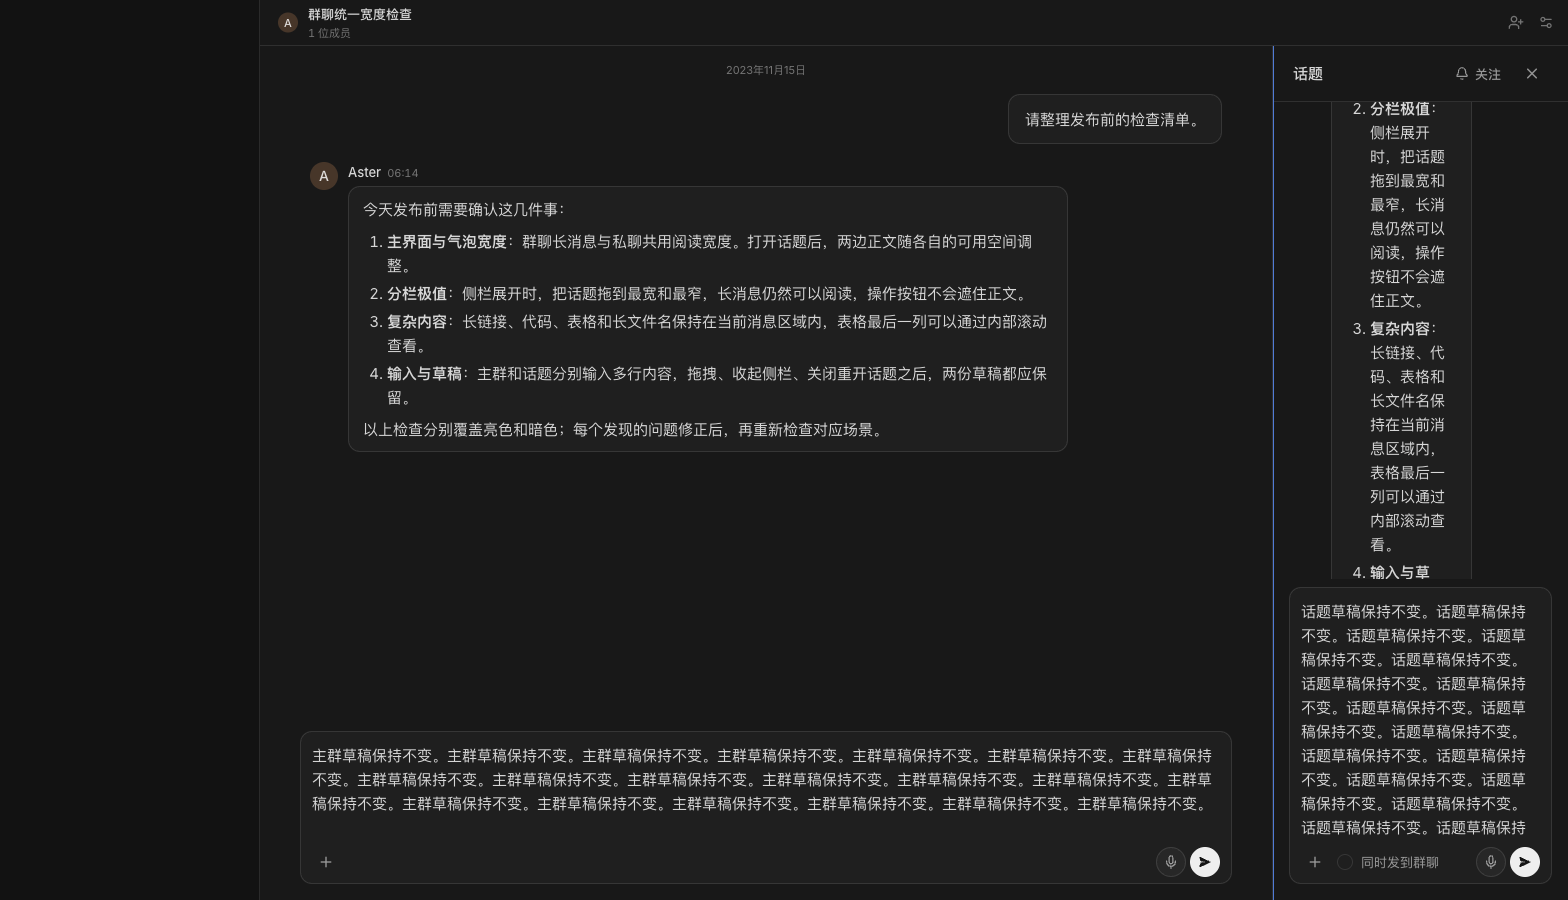 A
群聊统一宽度检查
1 位成员
2023年11月15日
请整理发布前的检查清单。
A
Aster 06:14
今天发布前需要确认这几件事：
1. 主界面与气泡宽度：群聊长消息与私聊共用阅读宽度。打开话题后，两边正文随各自的可用空间调
整。
2. 分栏极值：侧栏展开时，把话题拖到最宽和最窄，长消息仍然可以阅读，操作按钮不会遮住正文。
3. 复杂内容：长链接、代码、表格和长文件名保持在当前消息区域内，表格最后一列可以通过内部滚动
查看。
4. 输入与草稿：主群和话题分别输入多行内容，拖拽、收起侧栏、关闭重开话题之后，两份草稿都应保
留。
以上检查分别覆盖亮色和暗色；每个发现的问题修正后，再重新检查对应场景。
主群草稿保持不变。主群草稿保持不变。主群草稿保持不变。主群草稿保持不变。主群草稿保持不变。主群草稿保持不变。主群草稿保持
不变。主群草稿保持不变。主群草稿保持不变。主群草稿保持不变。主群草稿保持不变。主群草稿保持不变。主群草稿保持不变。主群草
稿保持不变。主群草稿保持不变。主群草稿保持不变。主群草稿保持不变。主群草稿保持不变。主群草稿保持不变。主群草稿保持不变。
话题
关注
2. 分栏极值：
侧栏展开
时，把话题
拖到最宽和
最窄，长消
息仍然可以
阅读，操作
按钮不会遮
住正文。
3. 复杂内容：
长链接、代
码、表格和
长文件名保
持在当前消
息区域内，
表格最后一
列可以通过
内部滚动查
看。
4. 输入与草
话题草稿保持不变。话题草稿保持
不变。话题草稿保持不变。话题草
稿保持不变。话题草稿保持不变。
话题草稿保持不变。话题草稿保持
不变。话题草稿保持不变。话题草
稿保持不变。话题草稿保持不变。
话题草稿保持不变。话题草稿保持
不变。话题草稿保持不变。话题草
稿保持不变。话题草稿保持不变。
话题草稿保持不变。话题草稿保持
同时发到群聊